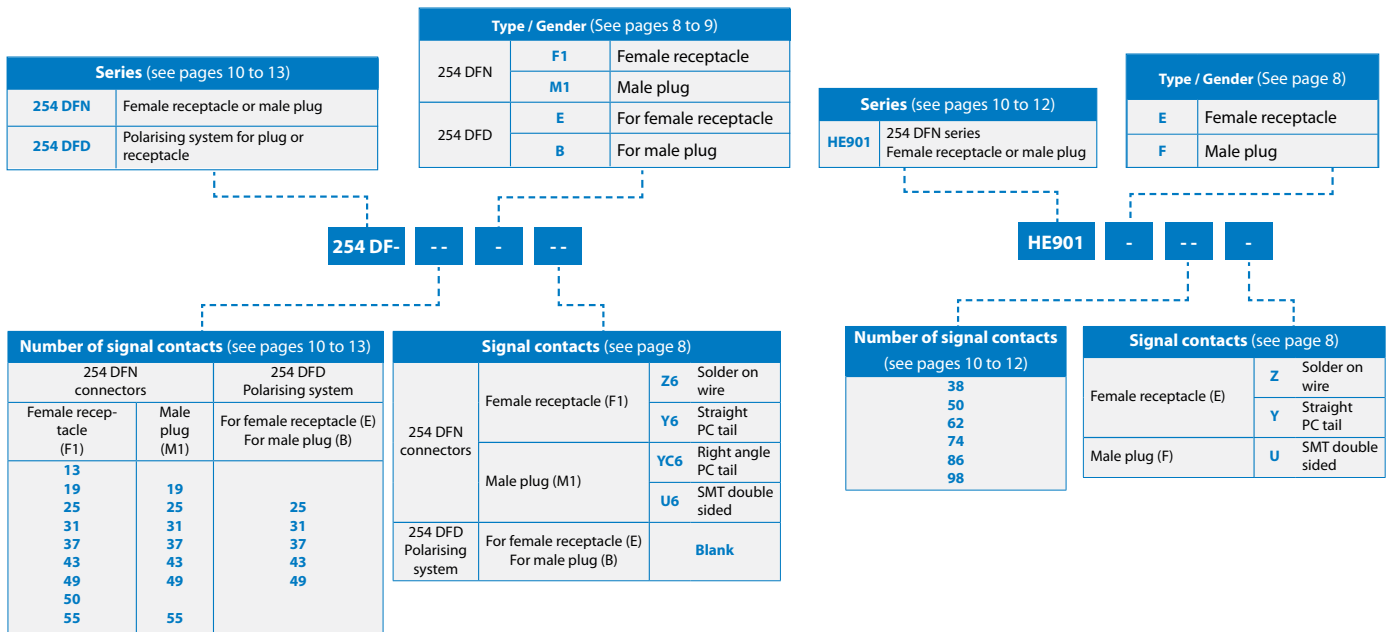 Series (see pages 10 to 13)
254 DFN Female receptacle or male plug
254 DFD Polarising system for plug or
receptacle
Type / Gender (See pages 8 to 9)
254 DFN
F1 Female receptacle
M1 Male plug
254 DFD
E For female receptacle
B For male plug
254 DF- - - - - -
Number of signal contacts (see pages 10 to 13)
254 DFN
connectors
254 DFD
Polarising system
Female recep-
tacle
(F1)
Male
plug
(M1)
For female receptacle (E)
For male plug (B)
13
19 19
25 25 25
31 31 31
37 37 37
43 43 43
49 49 49
50
55 55
Signal contacts (see page 8)
254 DFN
connectors
Female receptacle (F1)
Z6 Solder on
wire
Y6 Straight
PC tail
Male plug (M1)
YC6 Right angle
PC tail
U6 SMT double
sided
254 DFD
Polarising
system
For female receptacle (E)
For male plug (B)
Blank
Series (see pages 10 to 12)
HE901 254 DFN series
Female receptacle or male plug
Type / Gender (See page 8)
E Female receptacle
F Male plug
HE901 - - - -
Number of signal contacts
(see pages 10 to 12)
38
50
62
74
86
98
Signal contacts (see page 8)
Female receptacle (E)
Z Solder on
wire
Y Straight
PC tail
Male plug (F)
U SMT double
sided